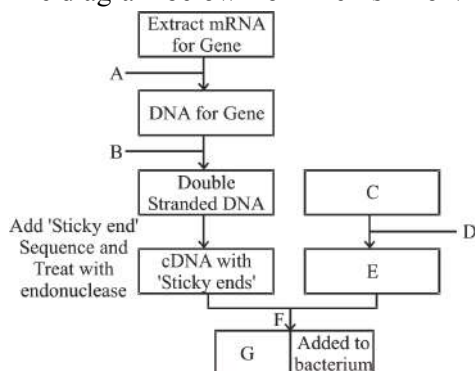 Extract mRNA
for Gene
A
DNA for Gene
B
Double
Stranded DNA
C
D
Add 'Sticky end'
Sequence and
Treat with
endonuclease
cDNA with
'Sticky ends'
E
F
G
Added to
bacterium